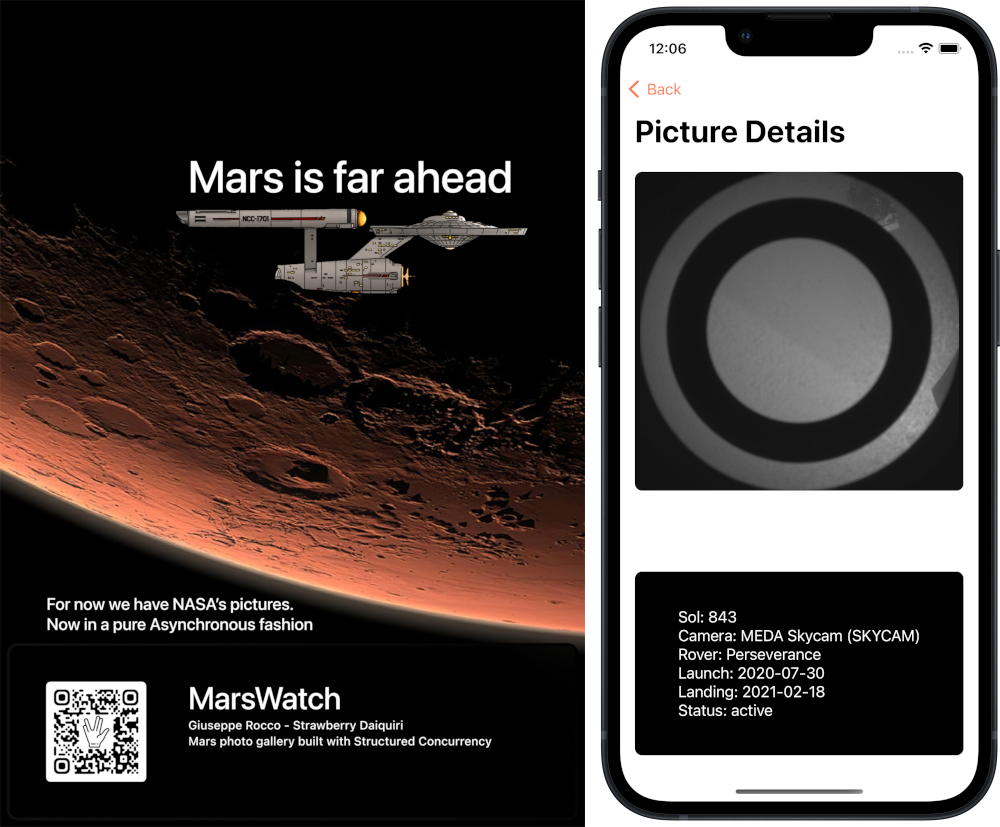 Mars is far ahead
NCC-1701
For now we have NASA's pictures.
Now in a pure Asynchronous fashion
MarsWatch
Giuseppe Rocco - Strawberry Daiquiri
Mars photo gallery built with Structured Concurrency
12:06
Back
Picture Details
Sol: 843
Camera: MEDA Skycam (SKYCAM)
Rover: Perseverance
Launch: 2020-07-30
Landing: 2021-02-18
Status: active